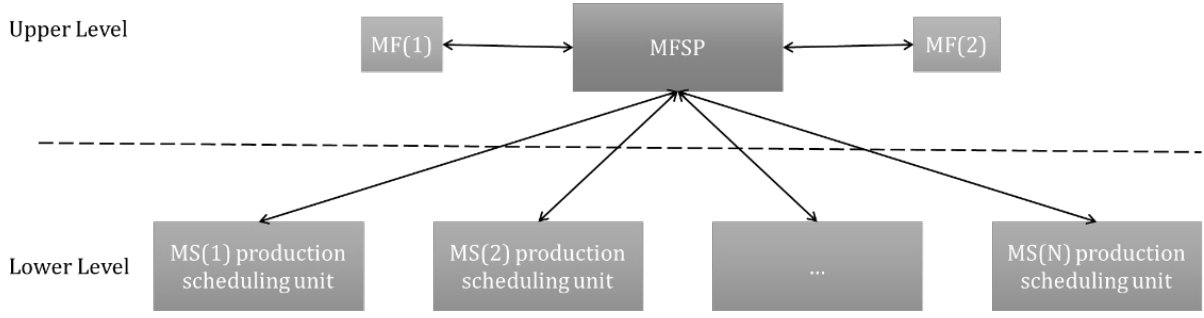 Upper Level
MF(1)
MFSP
MF(2)
Lower Level
MS(1) production
scheduling unit
MS(2) production
scheduling unit
...
MS(N) production
scheduling unit